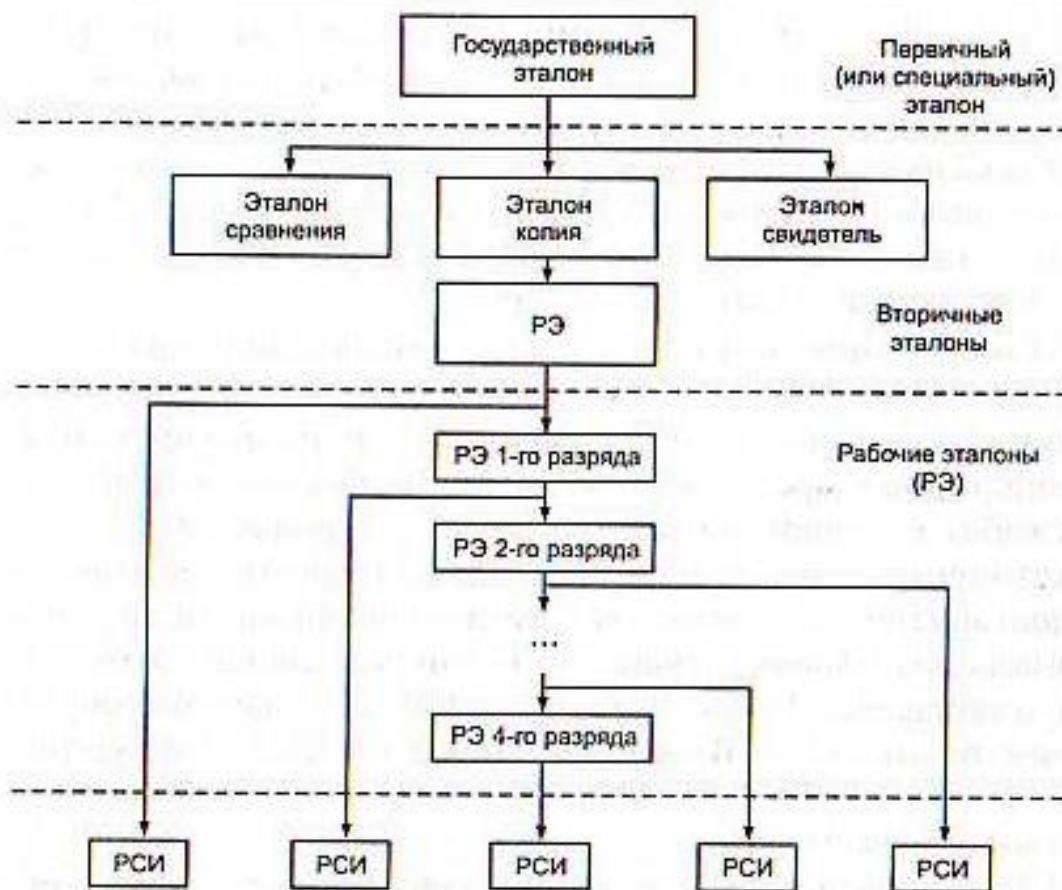 Государственный
эталон
Первичный
(или специальный)
эталон
Эталон
сравнения
Эталон
копия
Эталон
свидетель
РЭ
Вторичные
эталоны
РЭ 1-го разряда
Рабочие эталоны
(РЭ)
РЭ 2-го разряда
...
РЭ 4-го разряда
РСИ
РСИ
РСИ
РСИ
РСИ